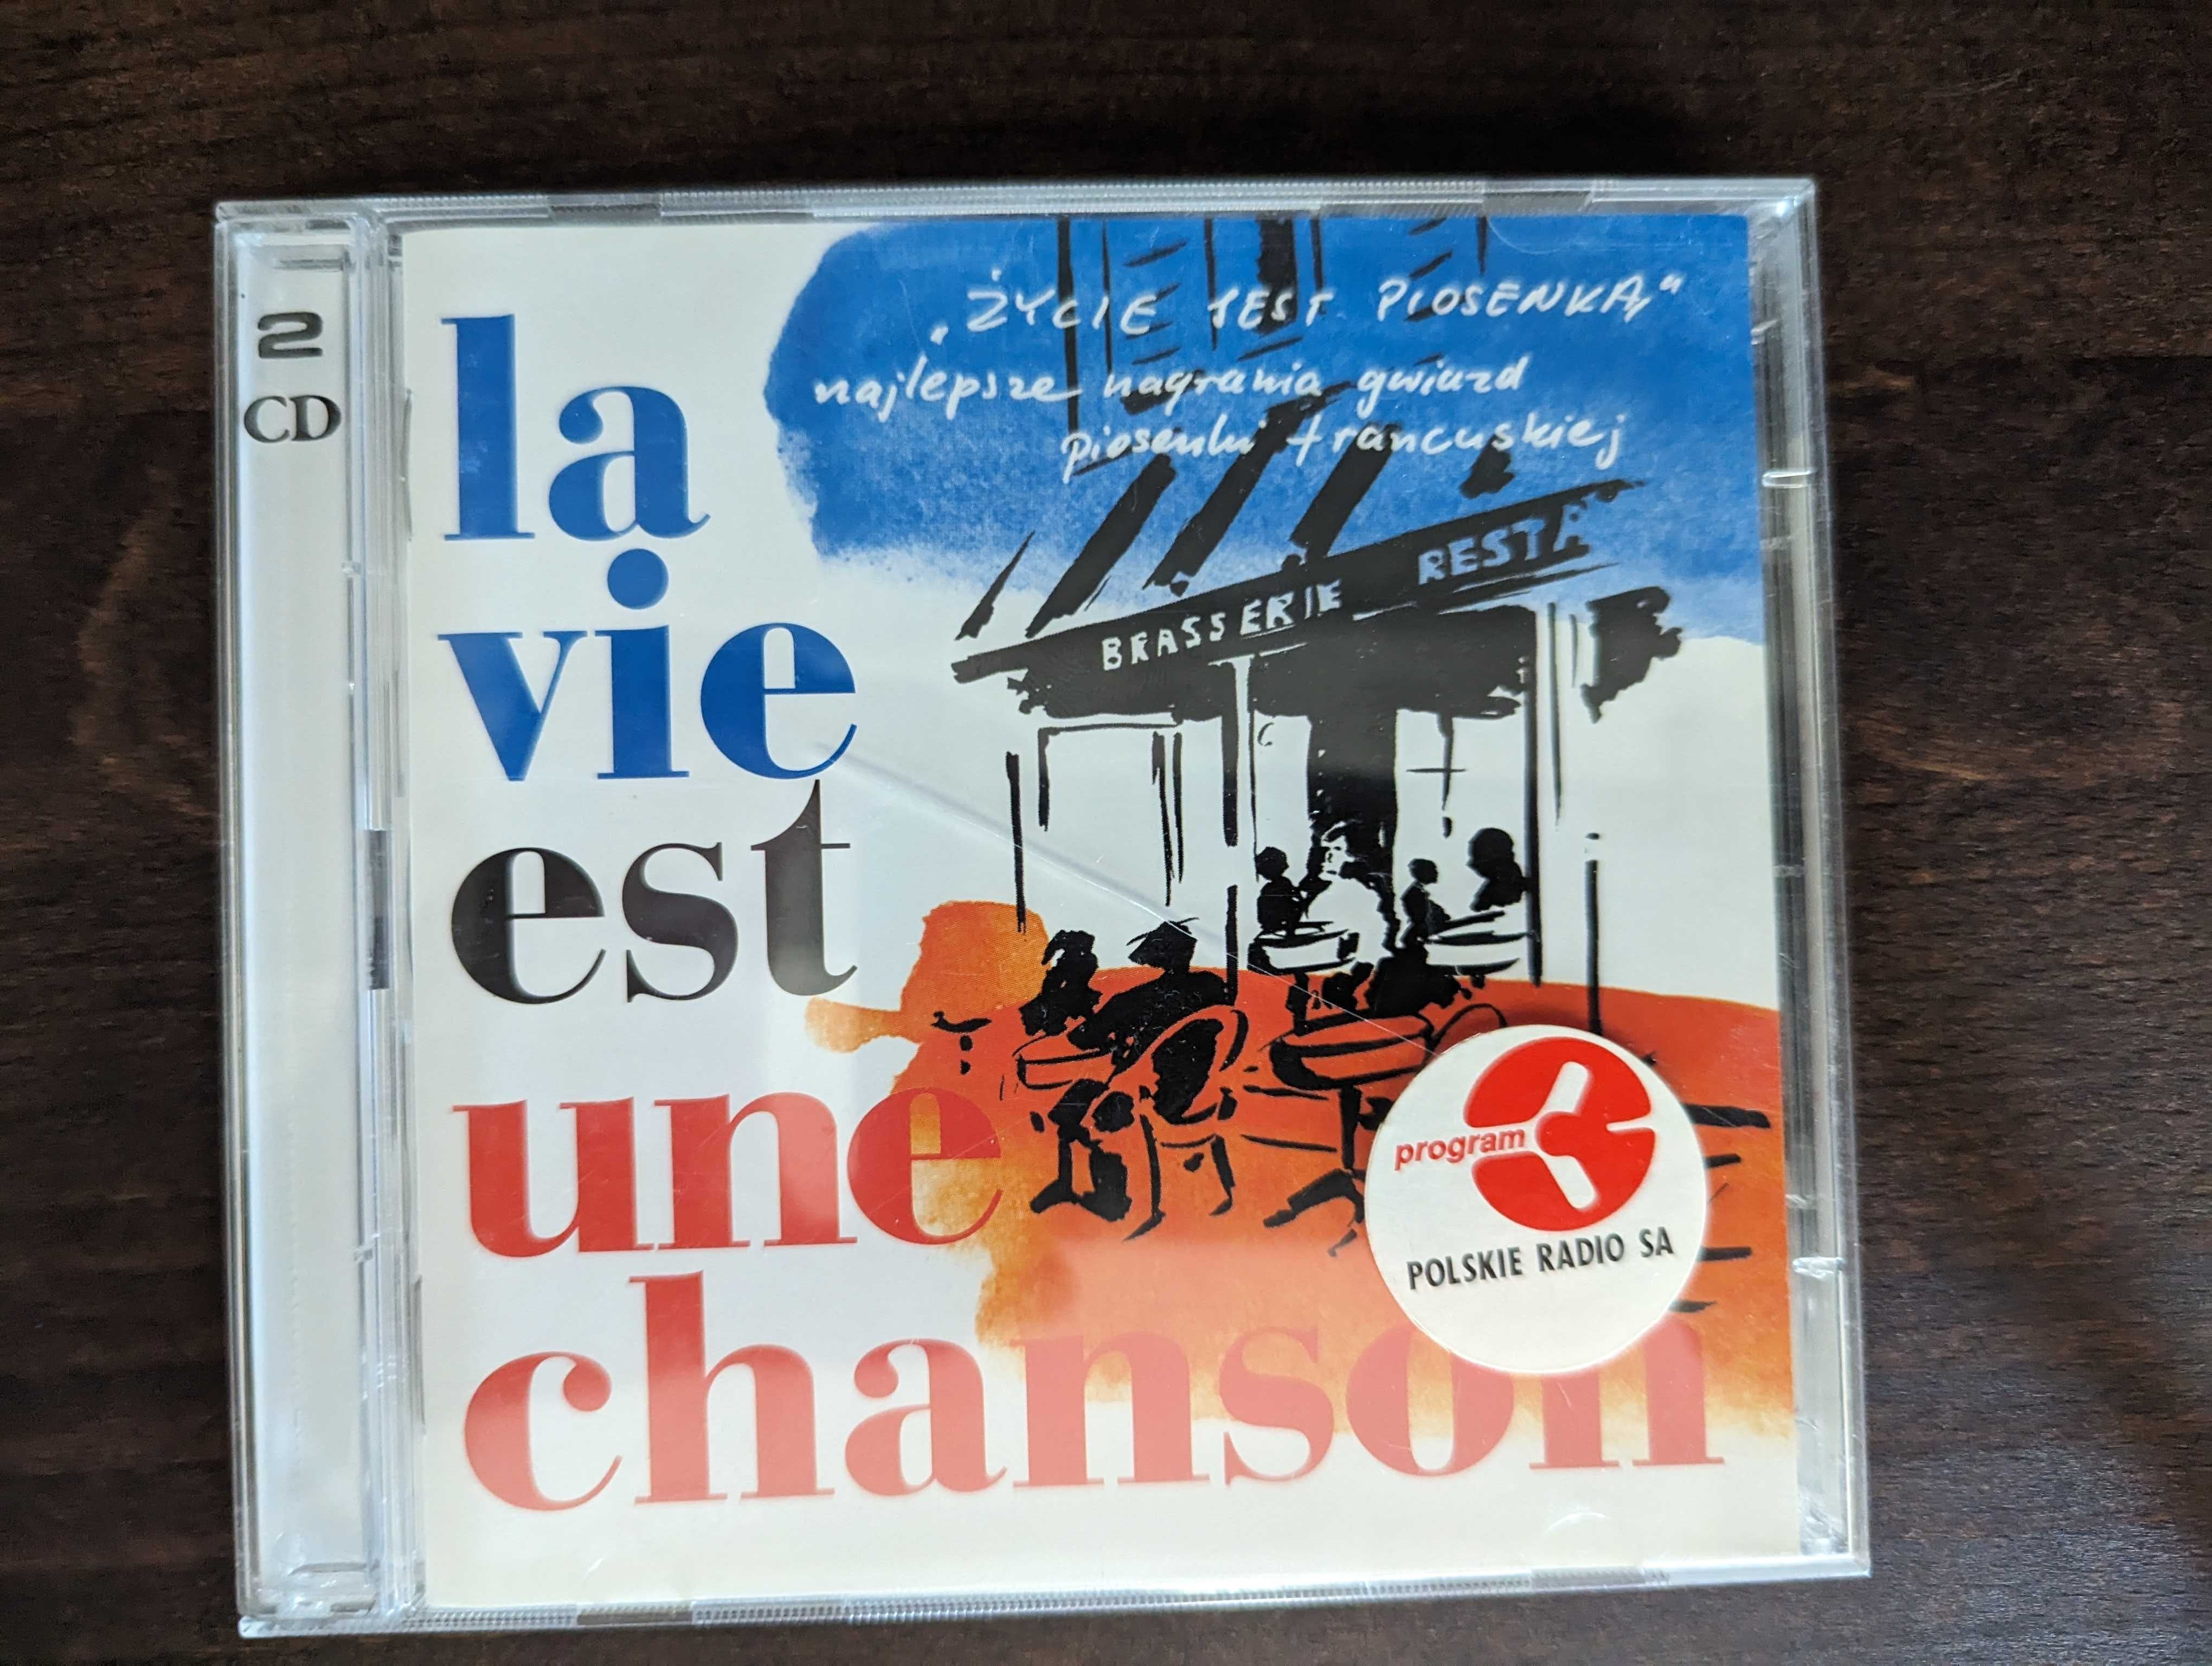 2
CD
la
vie
est
une
chanson
„ŻYCIE JEST PIOSENKĄ"
najlepsze nagrania gwiazd
piosenki francuskiej
BRASSERIE RESTA
program
POLSKIE RADIO SA